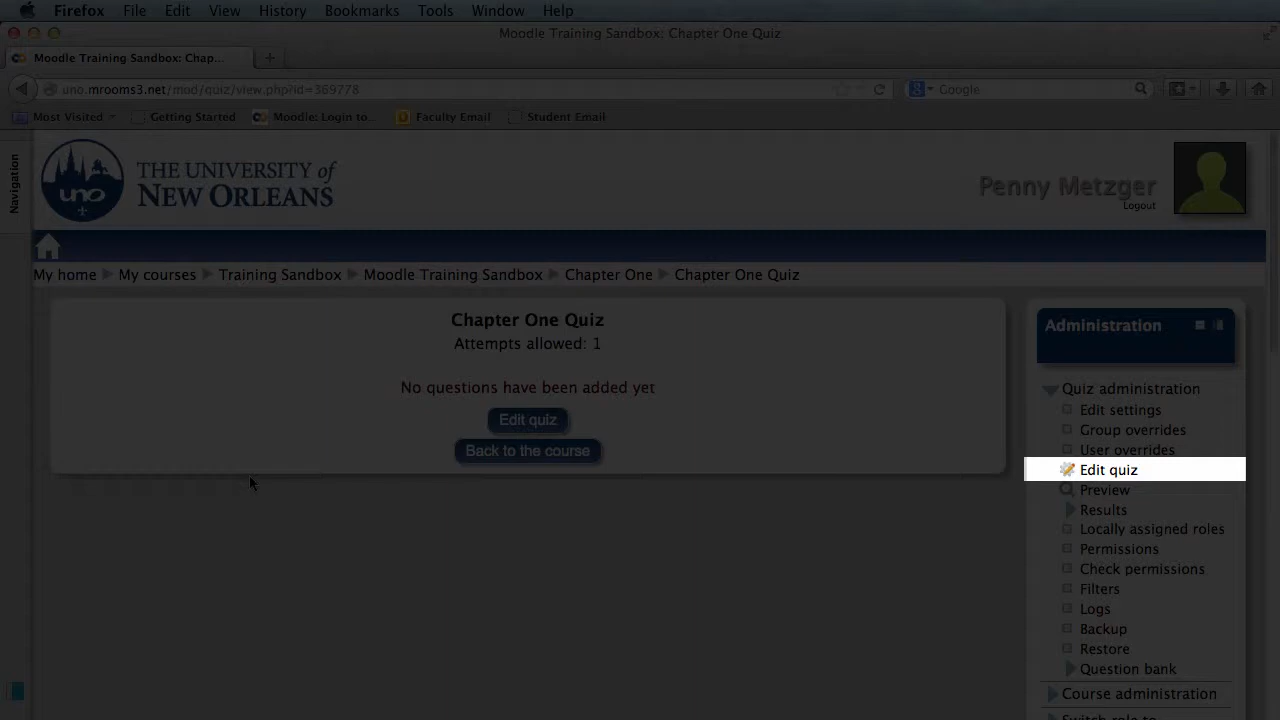 Firefox File Edit View History Bookmarks Tools Window Help
Moodle Training Sandbox: Chapter One Quiz
Moodle Training Sandbox: Chap...
uno.mrooms3.net/mod/quiz/view.php?id=369778
Google
Most Visited Getting Started Moodle: Login to... Faculty Email Student Email
Navigation
uno
THE UNIVERSITY of
NEW ORLEANS
Penny Metzger
Logout
My home My courses Training Sandbox Moodle Training Sandbox Chapter One Chapter One Quiz
Chapter One Quiz
Attempts allowed: 1
No questions have been added yet
Edit quiz
Back to the course
Administration
Quiz administration
Edit settings
Group overrides
User overrides
Edit quiz
Preview
Results
Locally assigned roles
Permissions
Check permissions
Filters
Logs
Backup
Restore
Question bank
Course administration
Switch role to...